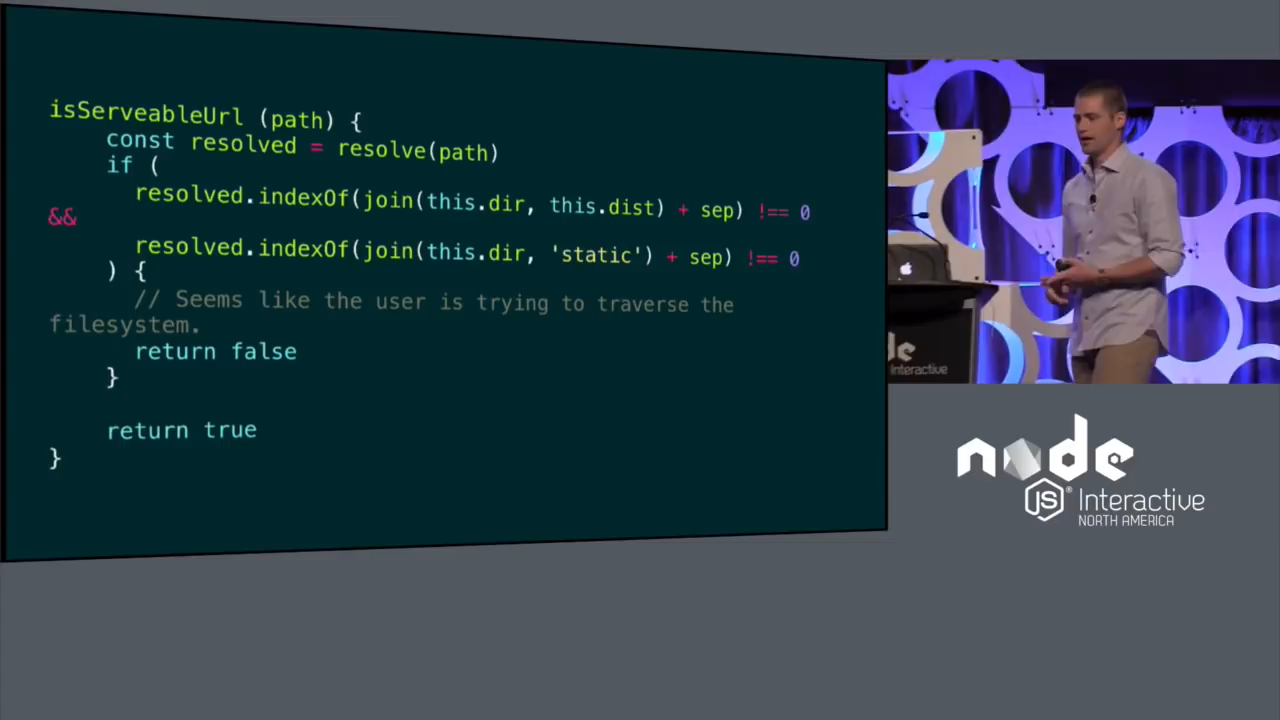 isServeableUrl (path) {
const resolved = resolve(path)
if (
resolved.indexOf(join(this.dir, this.dist) + sep) !== 0
&&
resolved.indexOf(join(this.dir, 'static') + sep) !== 0
) {
// Seems like the user is trying to traverse the
filesystem.
return false
}
return true
}
de
Interactive
node
JS® Interactive
NORTH AMERICA